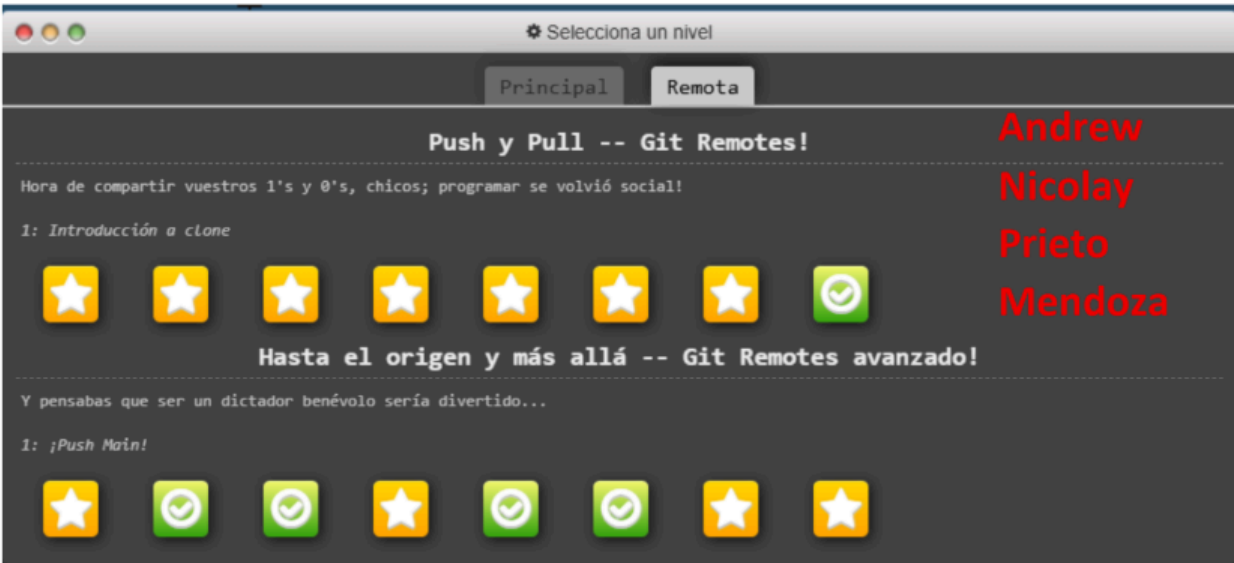 Selecciona un nivel
Principal Remota
Push y Pull -- Git Remotes!
Andrew
Hora de compartir vuestros 1's y 0's, chicos; programar se volvió social!
Nicolay
1: Introducción a clone
Prieto
Mendoza
Hasta el origen y más allá -- Git Remotes avanzado!
Y pensabas que ser un dictador benévolo sería divertido...
1: ¡Push Main!